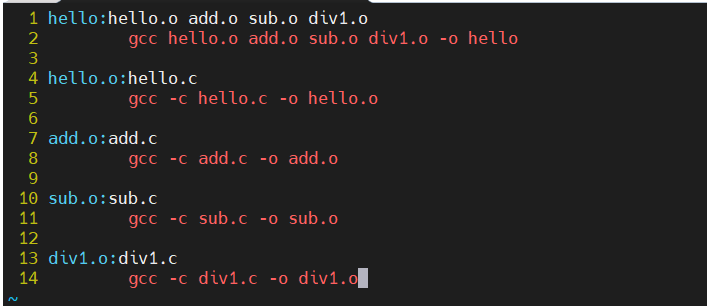 1 hello:hello.o add.o sub.o div1.o
2 gcc hello.o add.o sub.o div1.o -o hello
3
4 hello.o:hello.c
5 gcc -c hello.c -o hello.o
6
7 add.o:add.c
8 gcc -c add.c -o add.o
9
10 sub.o:sub.c
11 gcc -c sub.c -o sub.o
12
13 div1.o:div1.c
14 gcc -c div1.c -o div1.o
~